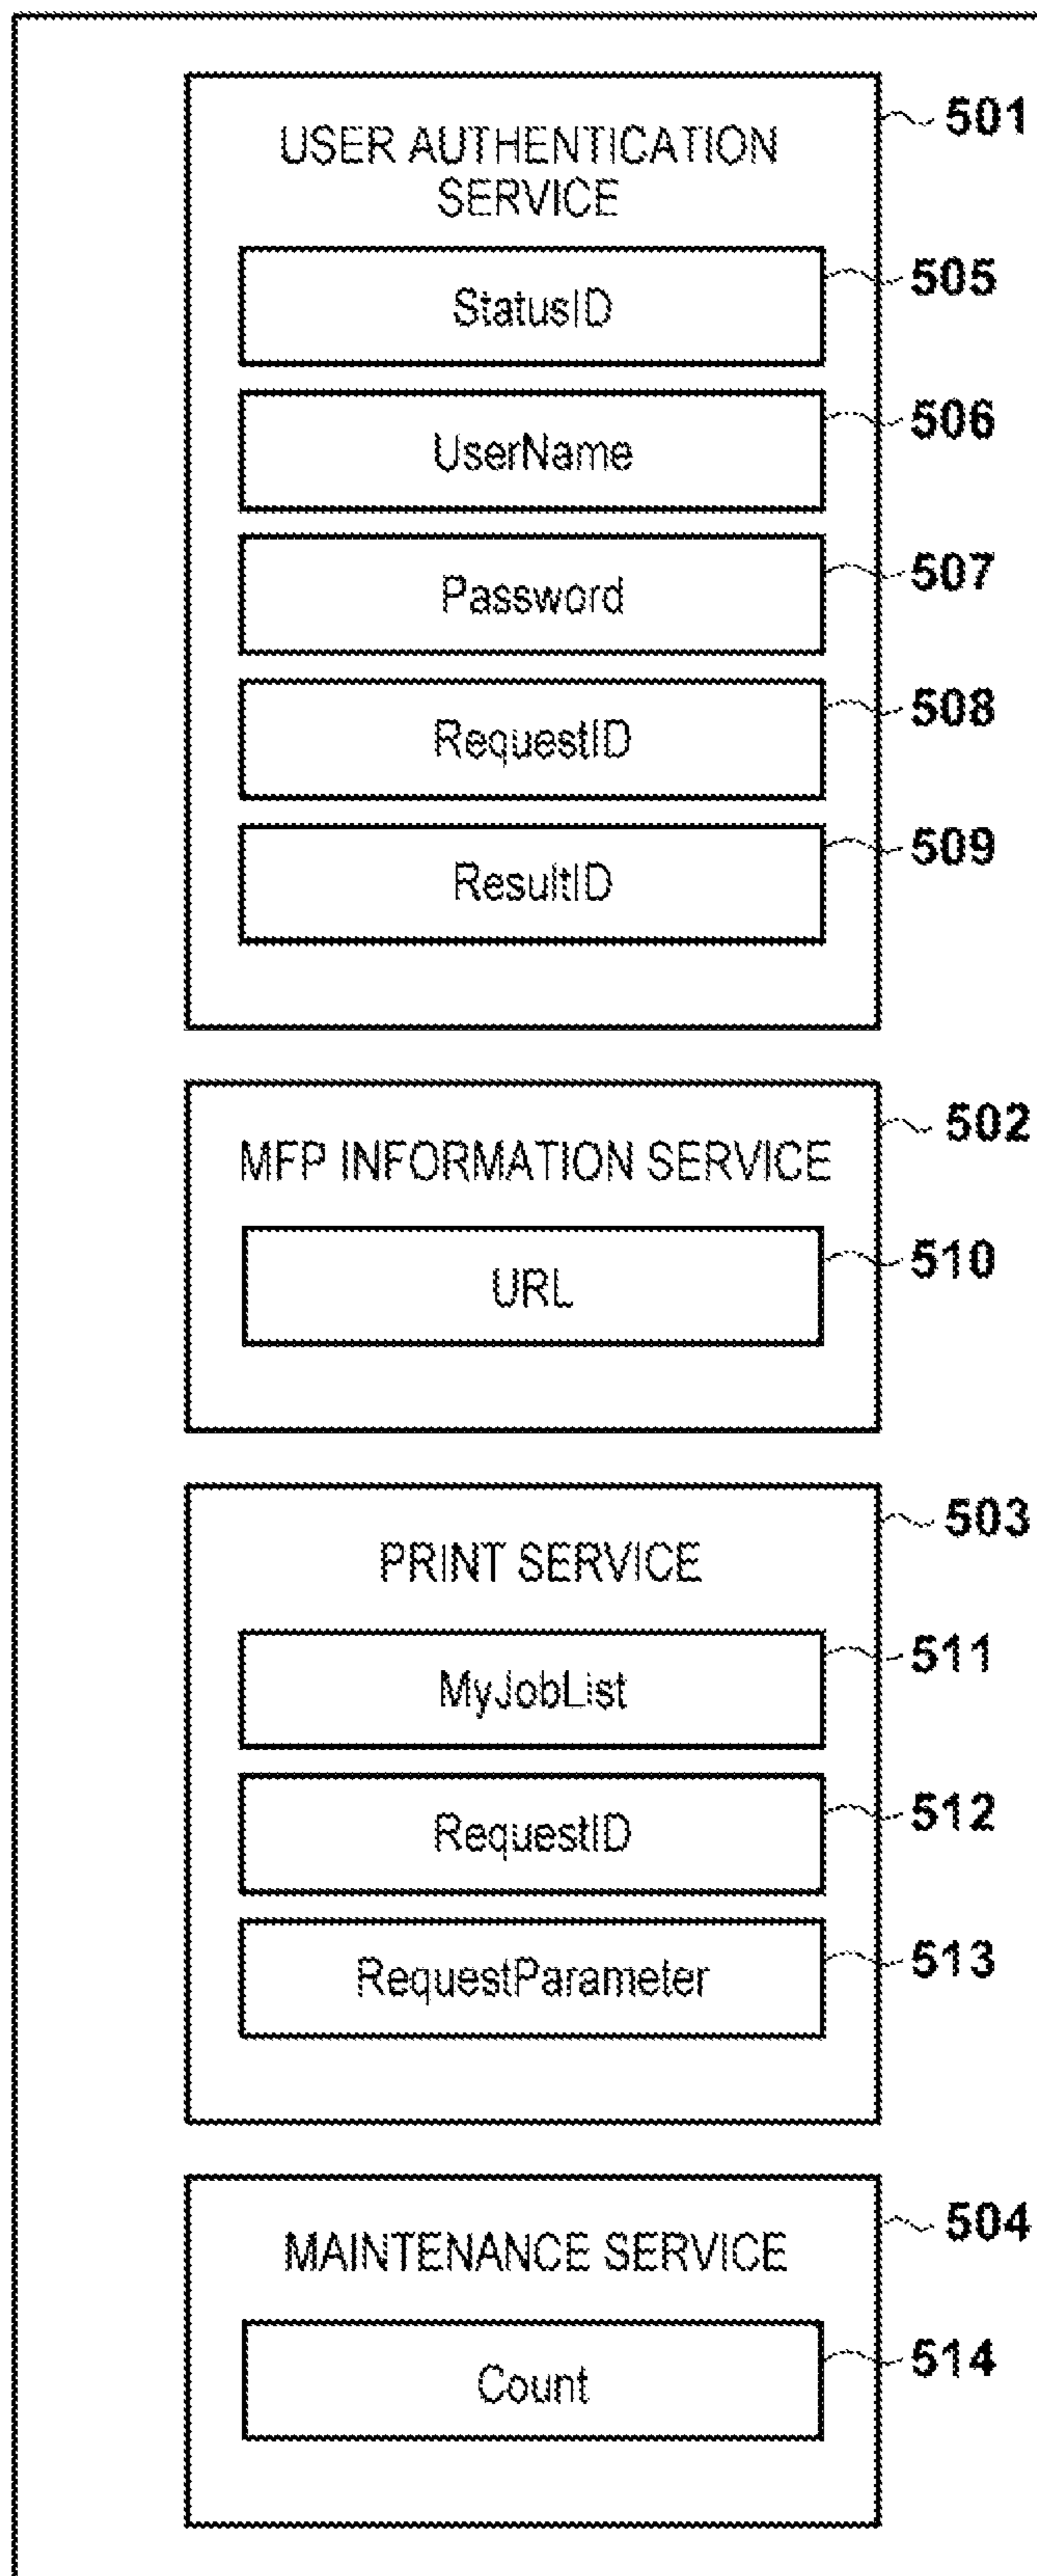 501
USER AUTHENTICATION
SERVICE
StatusID
505
UserName
506
Password
507
RequestID
508
ResultID
509
502
MFP INFORMATION SERVICE
URL
510
503
PRINT SERVICE
MyJobList
511
RequestID
512
RequestParameter
513
504
MAINTENANCE SERVICE
Count
514